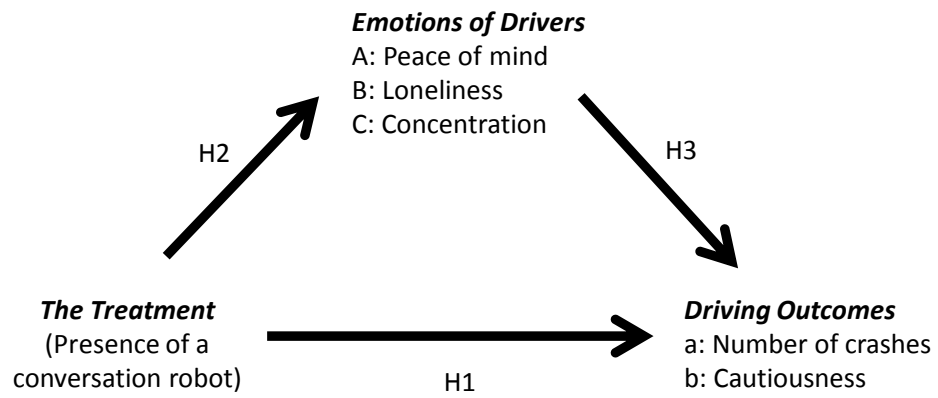 Emotions of Drivers
A: Peace of mind
B: Loneliness
C: Concentration
H2
H3
The Treatment
(Presence of a
conversation robot)
H1
Driving Outcomes
a: Number of crashes
b: Cautiousness